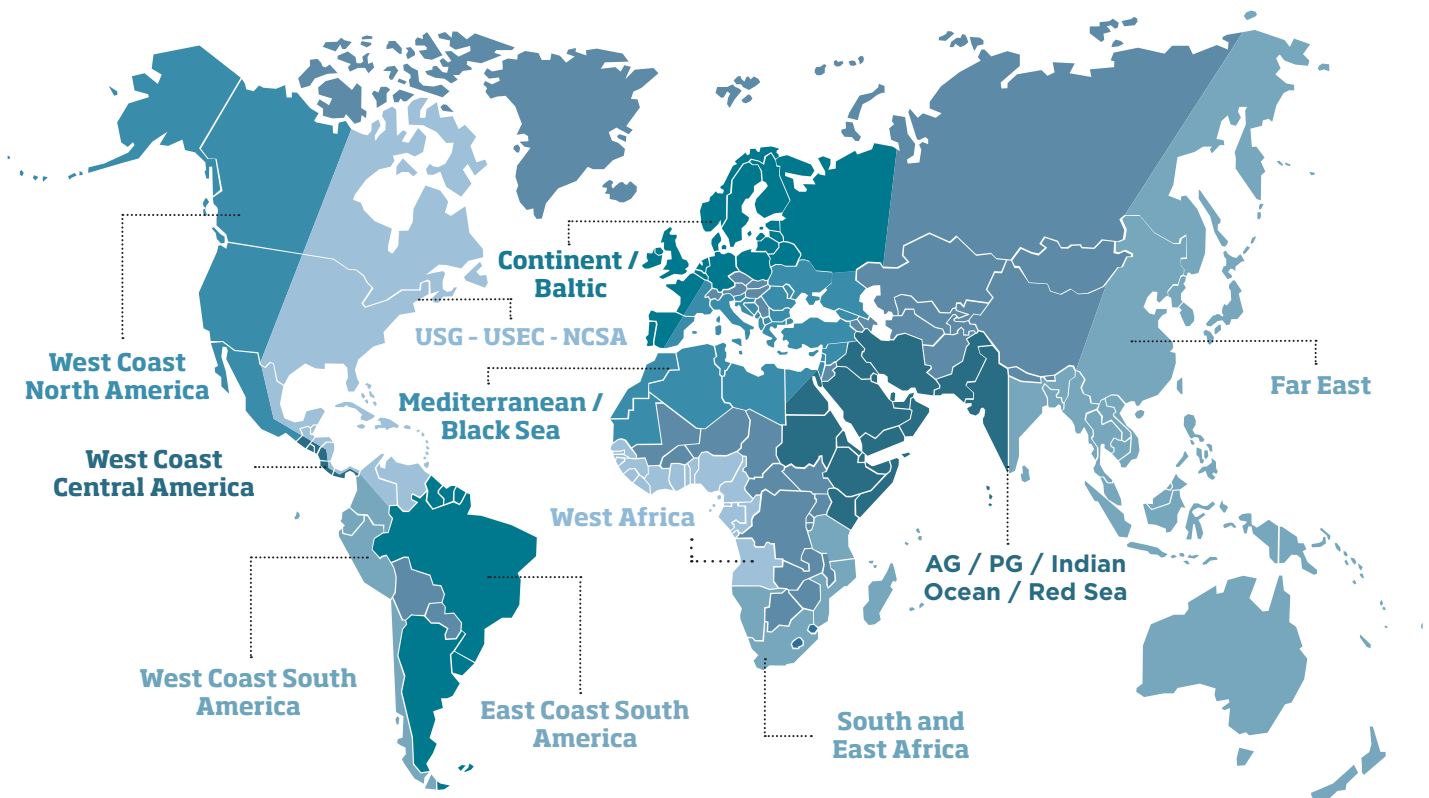 Continent /
Baltic
USG – USEC - NCSA
West Coast
North America
Far East
Mediterranean /
Black Sea
West Coast
Central America
West Africa
AG / PG / Indian
Ocean / Red Sea
West Coast South
America
East Coast South
America
South and
East Africa